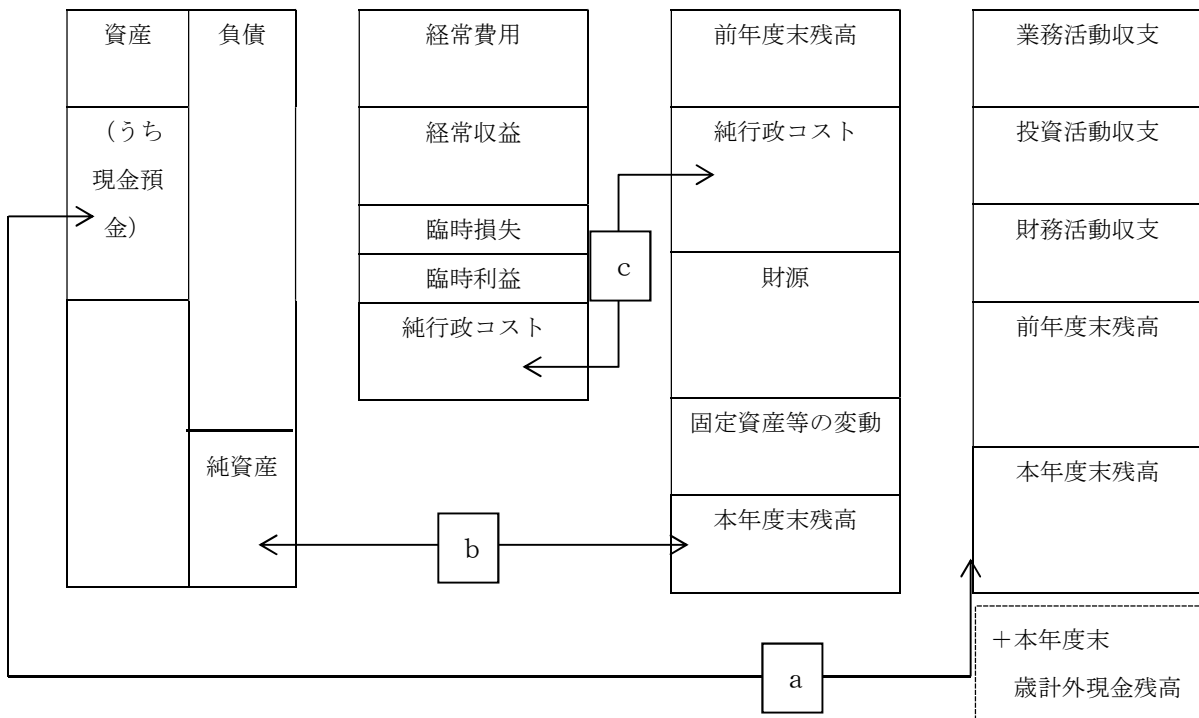 資産
負債
(うち
現金預
金)
純資産
経常費用
経常収益
臨時損失
臨時利益
純行政コスト
c
b
前年度末残高
純行政コスト
財源
固定資産等の変動
本年度末残高
業務活動収支
投資活動収支
財務活動収支
前年度末残高
本年度末残高
+本年度末
歳計外現金残高
a